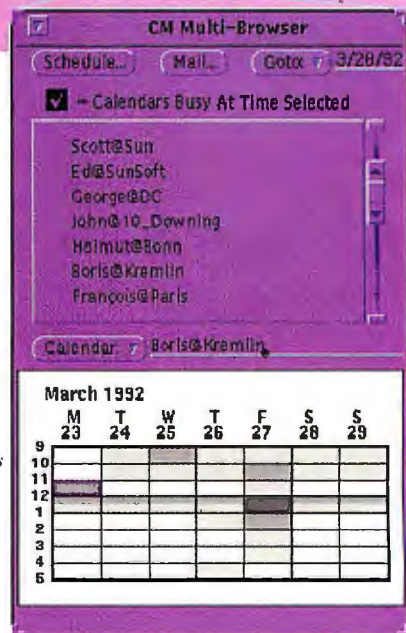 CM Multi-Browser
Schedule... Mail... Goto: 3/28/92
- Calendars Busy At Time Selected
Scott@Sun
Ed@SunSoft
George@DC
John@10_Downing
Helmut@Bonn
Boris@Kremlin
François@Paris
Calendar: Boris@Kremlin
March 1992
M T W T F S S
23 24 25 26 27 28 29
9
10
11
12
1
2
3
4
5